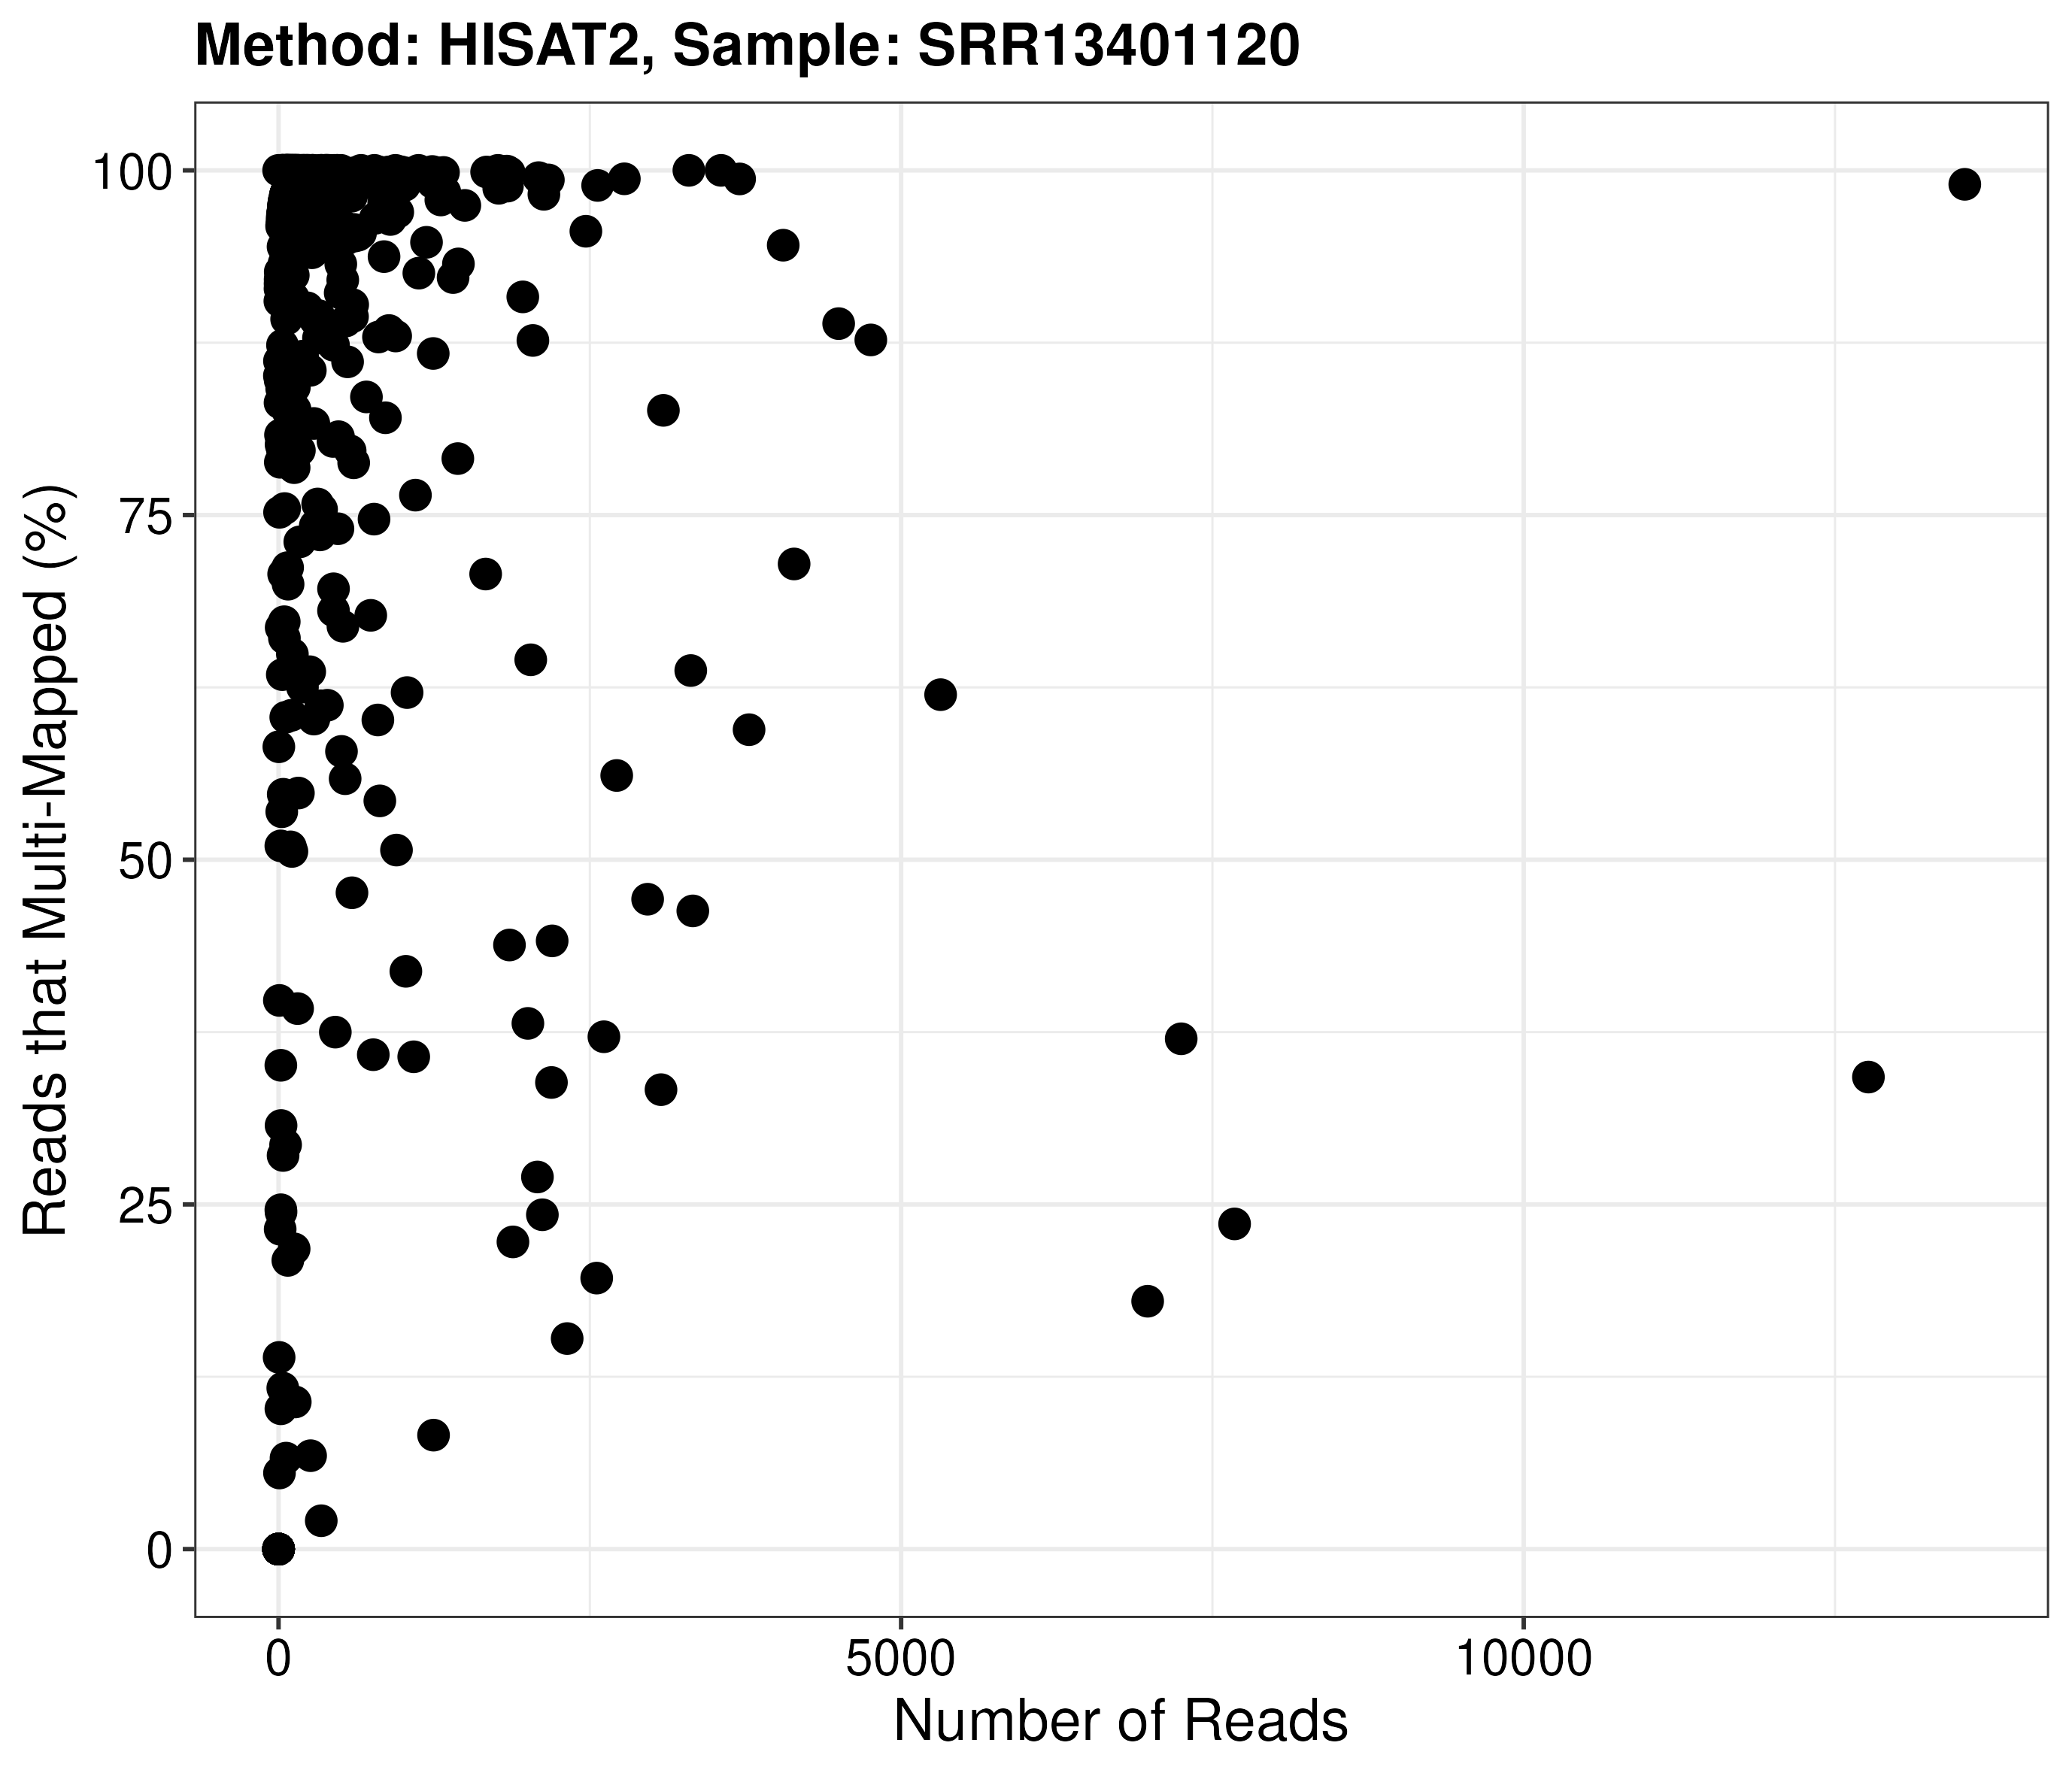 Method: HISAT2, Sample: SRR13401120
Reads that Multi-Mapped (%)
100
75
50
25
0
0 5000 10000
Number of Reads